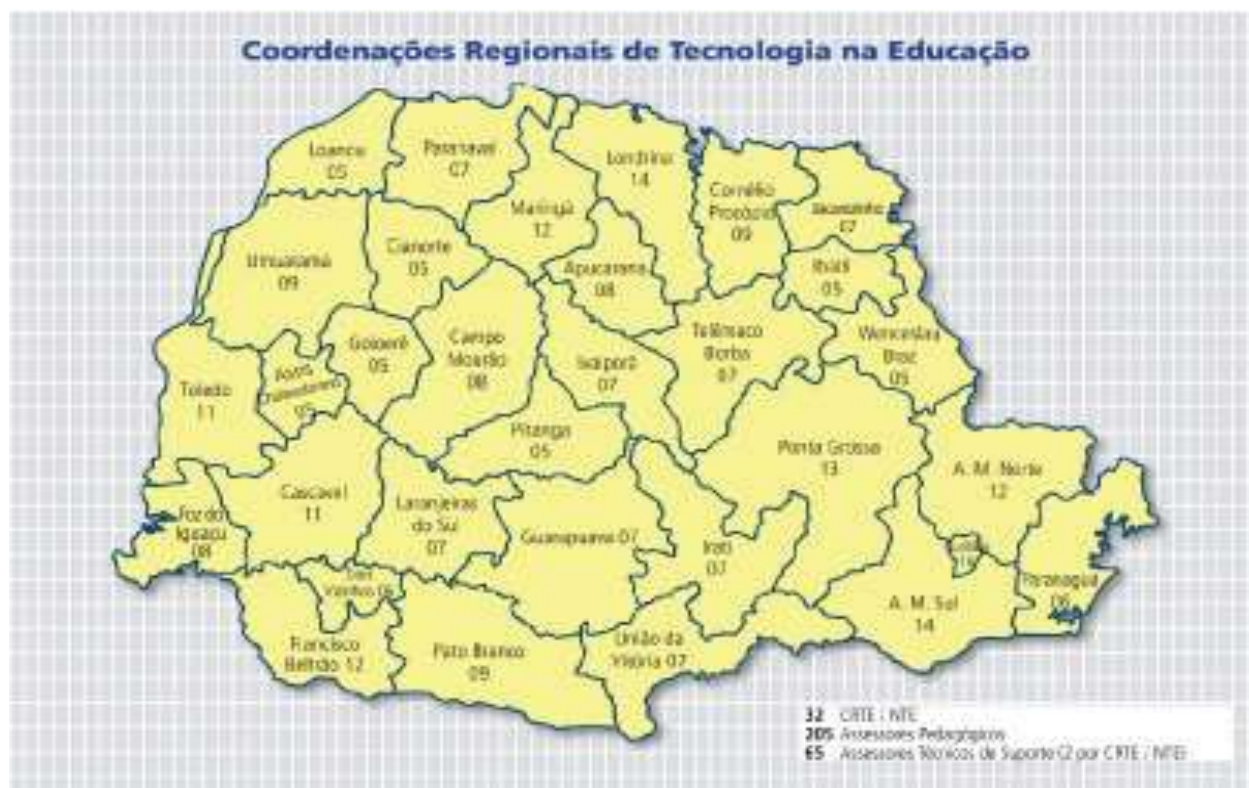 Coordenações Regionais de Tecnologia na Educação
Loanda
05
Paranavaí
07
Londrina
14
Maringá
12
Cornélio
Procópio
09
07
Umuarama
09
Cianorte
05
Apucarana
08
Ibaiti
05
Goioerê
05
Campo
Mourão
08
Ivaiporã
07
Telêmaco
Borba
07
Wenceslau
Braz
05
Toledo
11
Assis
05
Pitanga
05
Ponta Grossa
13
A. M. Norte
12
Cascavel
11
Laranjeiras
do Sul
07
Guarapuava 07
Irati
07
Foz do
Iguaçu
08
Paranaguá
06
A. M. Sul
14
Francisco
Beltrão 12
Pato Branco
09
União da
Vitória 07
32 CRTE / NTE
205 Assessores Pedagógicos
65 Assessores Técnicos de Suporte (2 por CRTE / NTE)